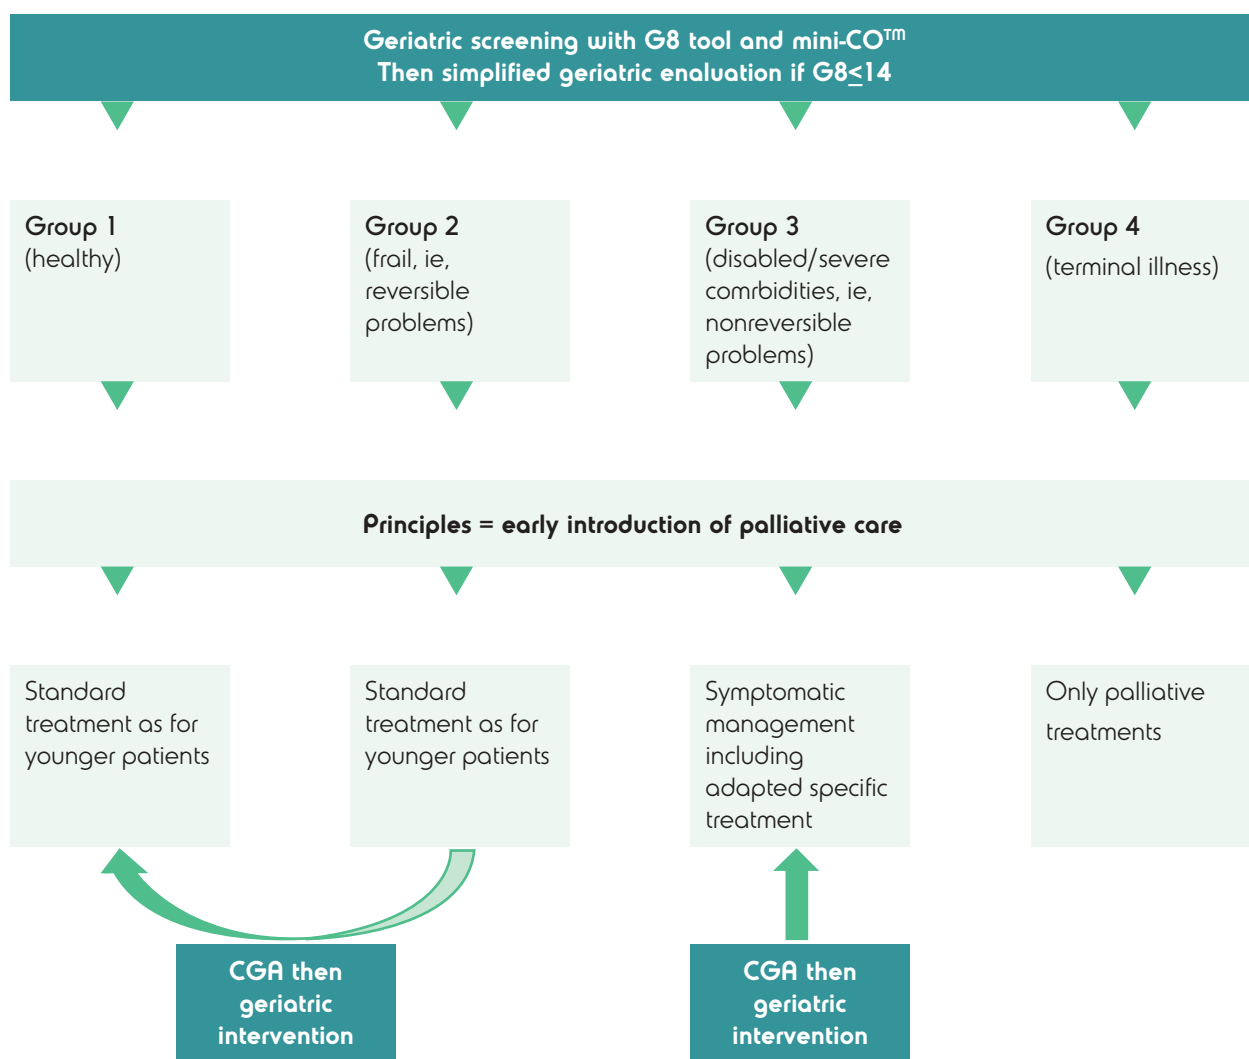 Geriatric screening with G8 tool and mini-CO™
Then simplified geriatric enaluation if G8≤14
Group 1
(healthy)
Group 2
(frail, ie,
reversible
problems)
Group 3
(disabled/severe
comrbidities, ie,
nonreversible
problems)
Group 4
(terminal illness)
Principles = early introduction of palliative care
Standard
treatment as for
younger patients
Standard
treatment as for
younger patients
Symptomatic
management
including
adapted specific
treatment
Only palliative
treatments
CGA then
geriatric
intervention
CGA then
geriatric
intervention